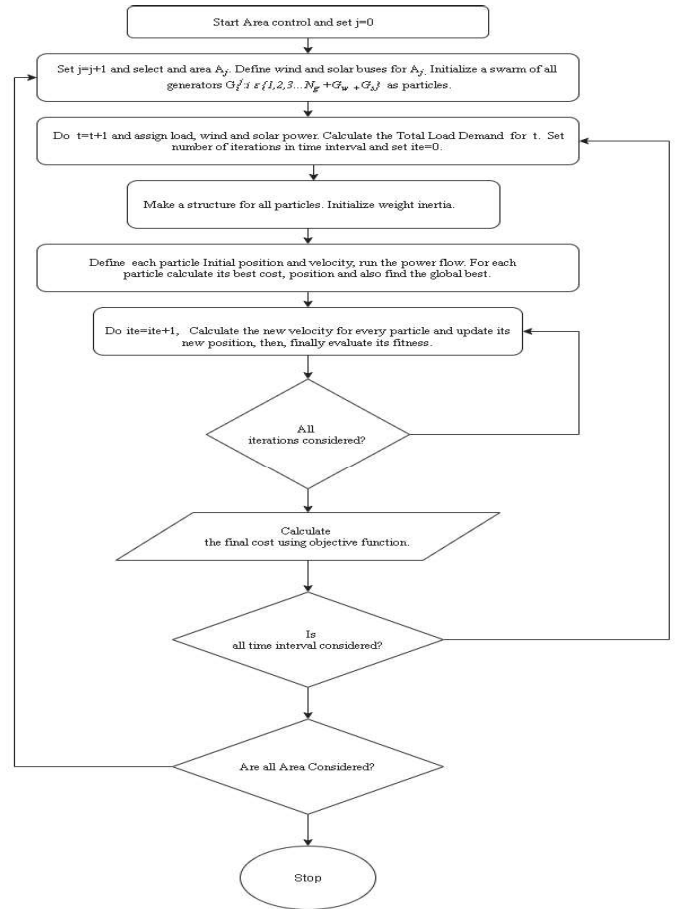 Start Area control and set j=0
Set j=j+1 and select and area Aj. Define wind and solar buses for Aj. Initialize a swarm of all
generators Gi^j:i ε{1,2,3...Ng +Gw +Gs} as particles.
Do t=t+1 and assign load, wind and solar power. Calculate the Total Load Demand for t. Set
number of iterations in time interval and set ite=0.
Make a structure for all particles. Initialize weight inertia.
Define each particle Initial position and velocity, run the power flow. For each
particle calculate its best cost, position and also find the global best.
Do ite=ite+1, Calculate the new velocity for every particle and update its
new position, then, finally evaluate its fitness.
All
iterations considered?
Calculate
the final cost using objective function.
Is
all time interval considered?
Are all Area Considered?
Stop